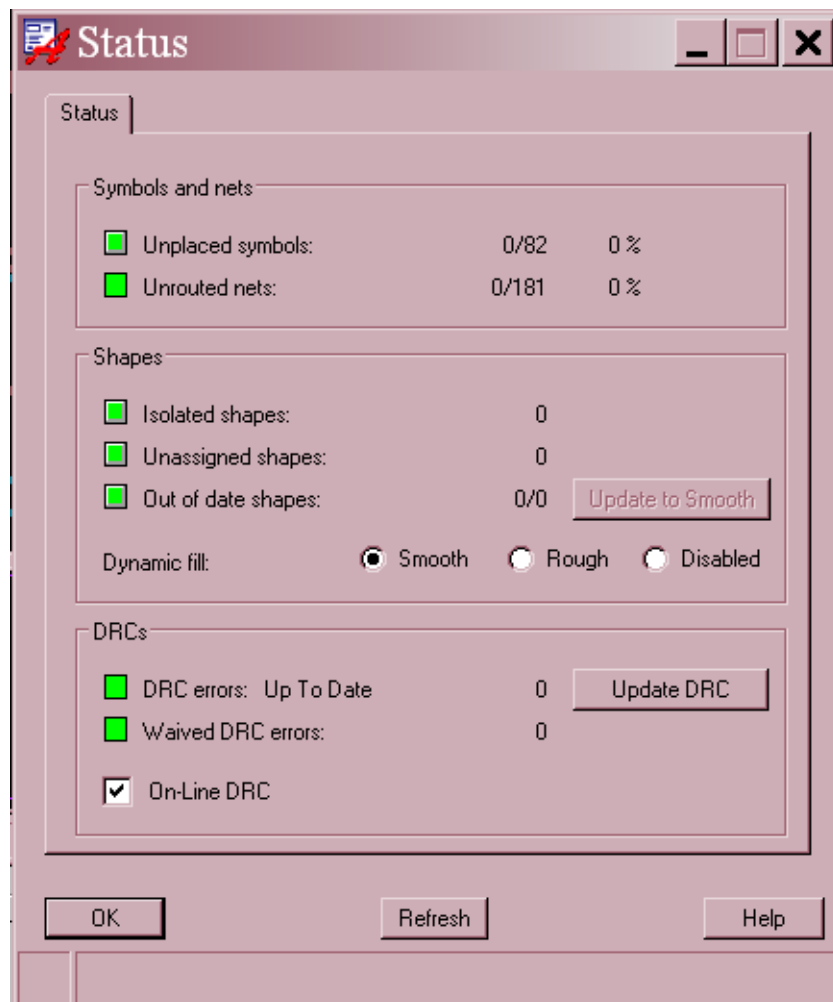 Status
Status
Symbols and nets
Unplaced symbols: 0/82 0 %
Unrouted nets: 0/181 0 %
Shapes
Isolated shapes: 0
Unassigned shapes: 0
Out of date shapes: 0/0 Update to Smooth
Dynamic fill: Smooth Rough Disabled
DRCs
DRC errors: Up To Date 0 Update DRC
Waived DRC errors: 0
On-Line DRC
OK Refresh Help